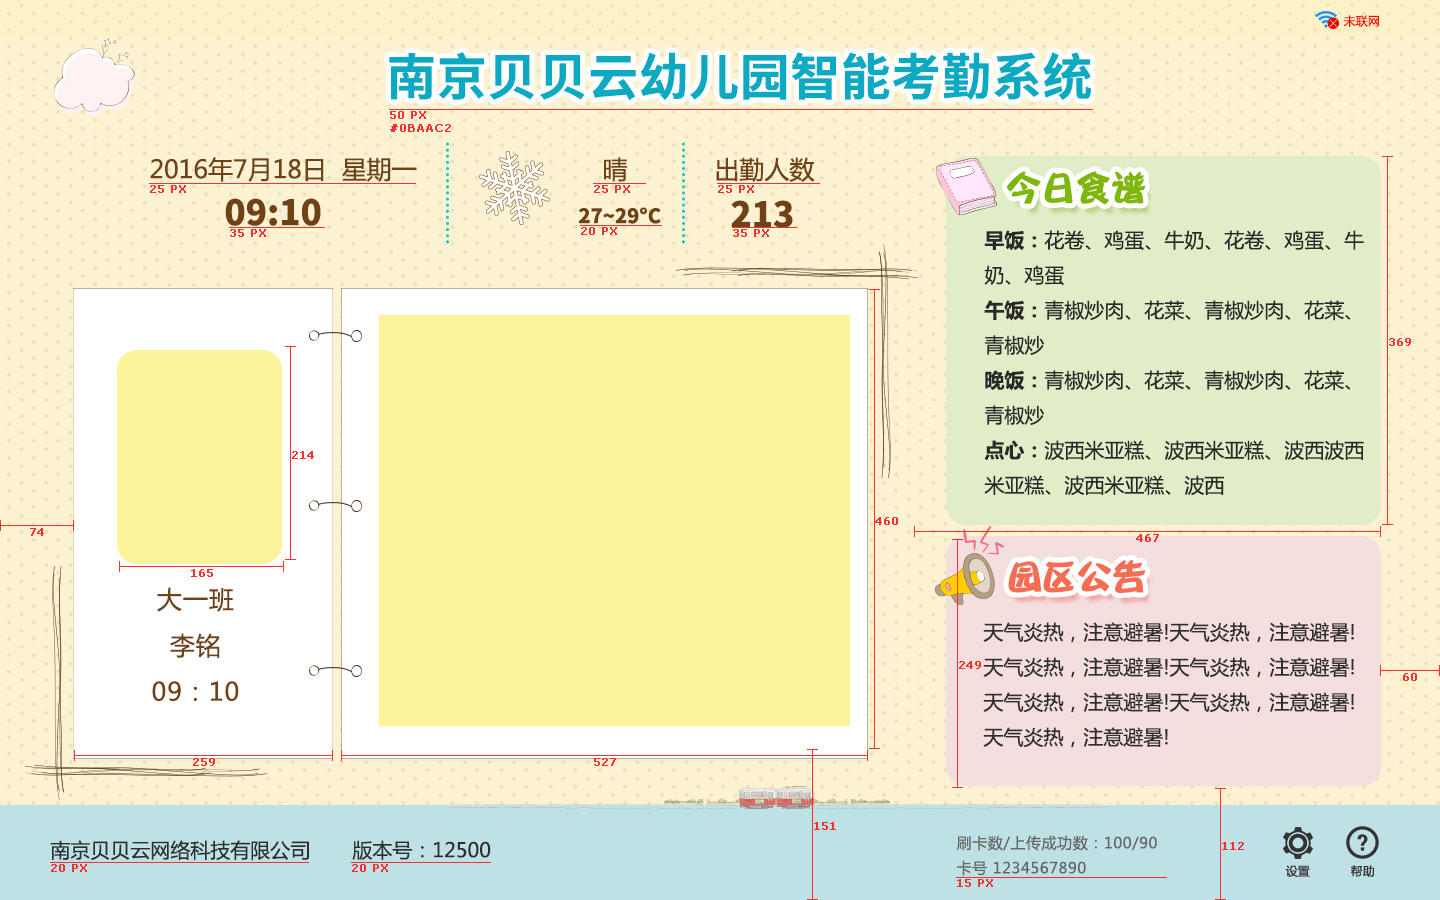 未联网
南京贝贝云幼儿园智能考勤系统
50 PX
#0BAAC2
2016年7月18日 星期一
25 PX
09:10
35 PX
晴
25 PX
27~29°C
20 PX
出勤人数
25 PX
213
35 PX
今日食谱
早饭：花卷、鸡蛋、牛奶、花卷、鸡蛋、牛
奶、鸡蛋
午饭：青椒炒肉、花菜、青椒炒肉、花菜、
青椒炒
晚饭：青椒炒肉、花菜、青椒炒肉、花菜、
青椒炒
点心：波西米亚糕、波西米亚糕、波西波西
米亚糕、波西米亚糕、波西
369
467
214
165
74
大一班
李铭
09：10
259
460
527
园区公告
天气炎热，注意避暑!天气炎热，注意避暑!
天气炎热，注意避暑!天气炎热，注意避暑!
天气炎热，注意避暑!天气炎热，注意避暑!
天气炎热，注意避暑!
249
60
151
112
南京贝贝云网络科技有限公司
20 PX
版本号：12500
20 PX
刷卡数/上传成功数：100/90
卡号 1234567890
15 PX
设置
帮助